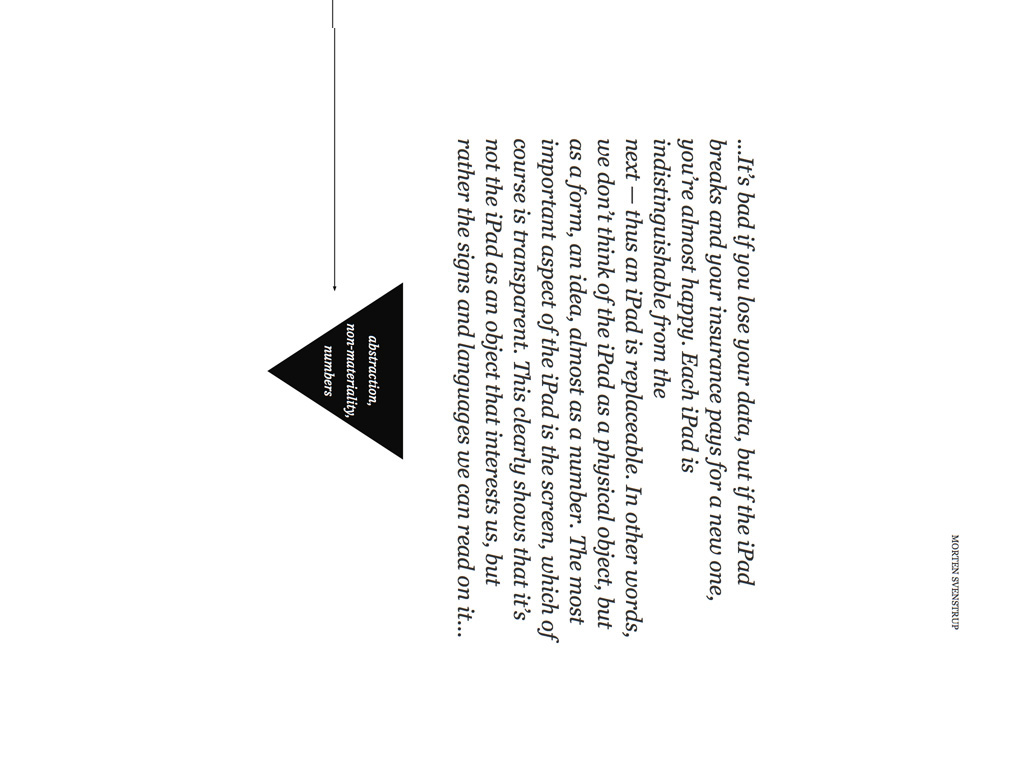 MORTEN SVENSTRUP
...It's bad if you lose your data, but if the iPad
breaks and your insurance pays for a new one,
you're almost happy. Each iPad is
indistinguishable from the
next — thus an iPad is replaceable. In other words,
we don't think of the iPad as a physical object, but
as a form, an idea, almost as a number. The most
important aspect of the iPad is the screen, which of
course is transparent. This clearly shows that it's
not the iPad as an object that interests us, but
rather the signs and languages we can read on it...
abstraction,
non-materiality,
numbers